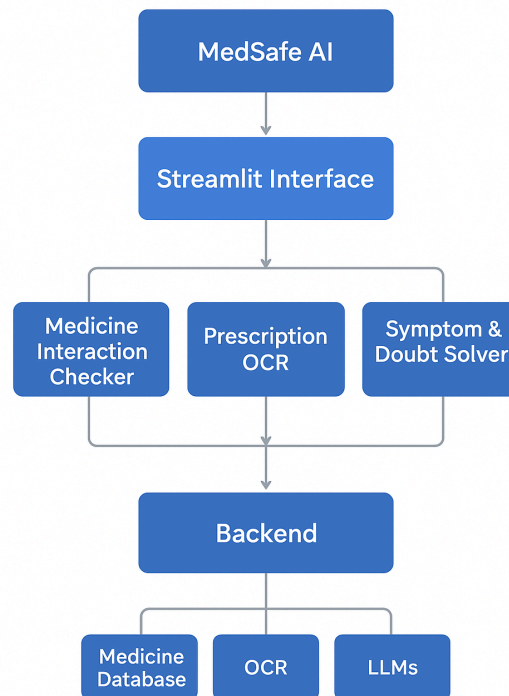 MedSafe AI
Streamlit Interface
Medicine
Interaction
Checker
Prescription
OCR
Symptom &
Doubt Solver
Backend
Medicine
Database
OCR
LLMs